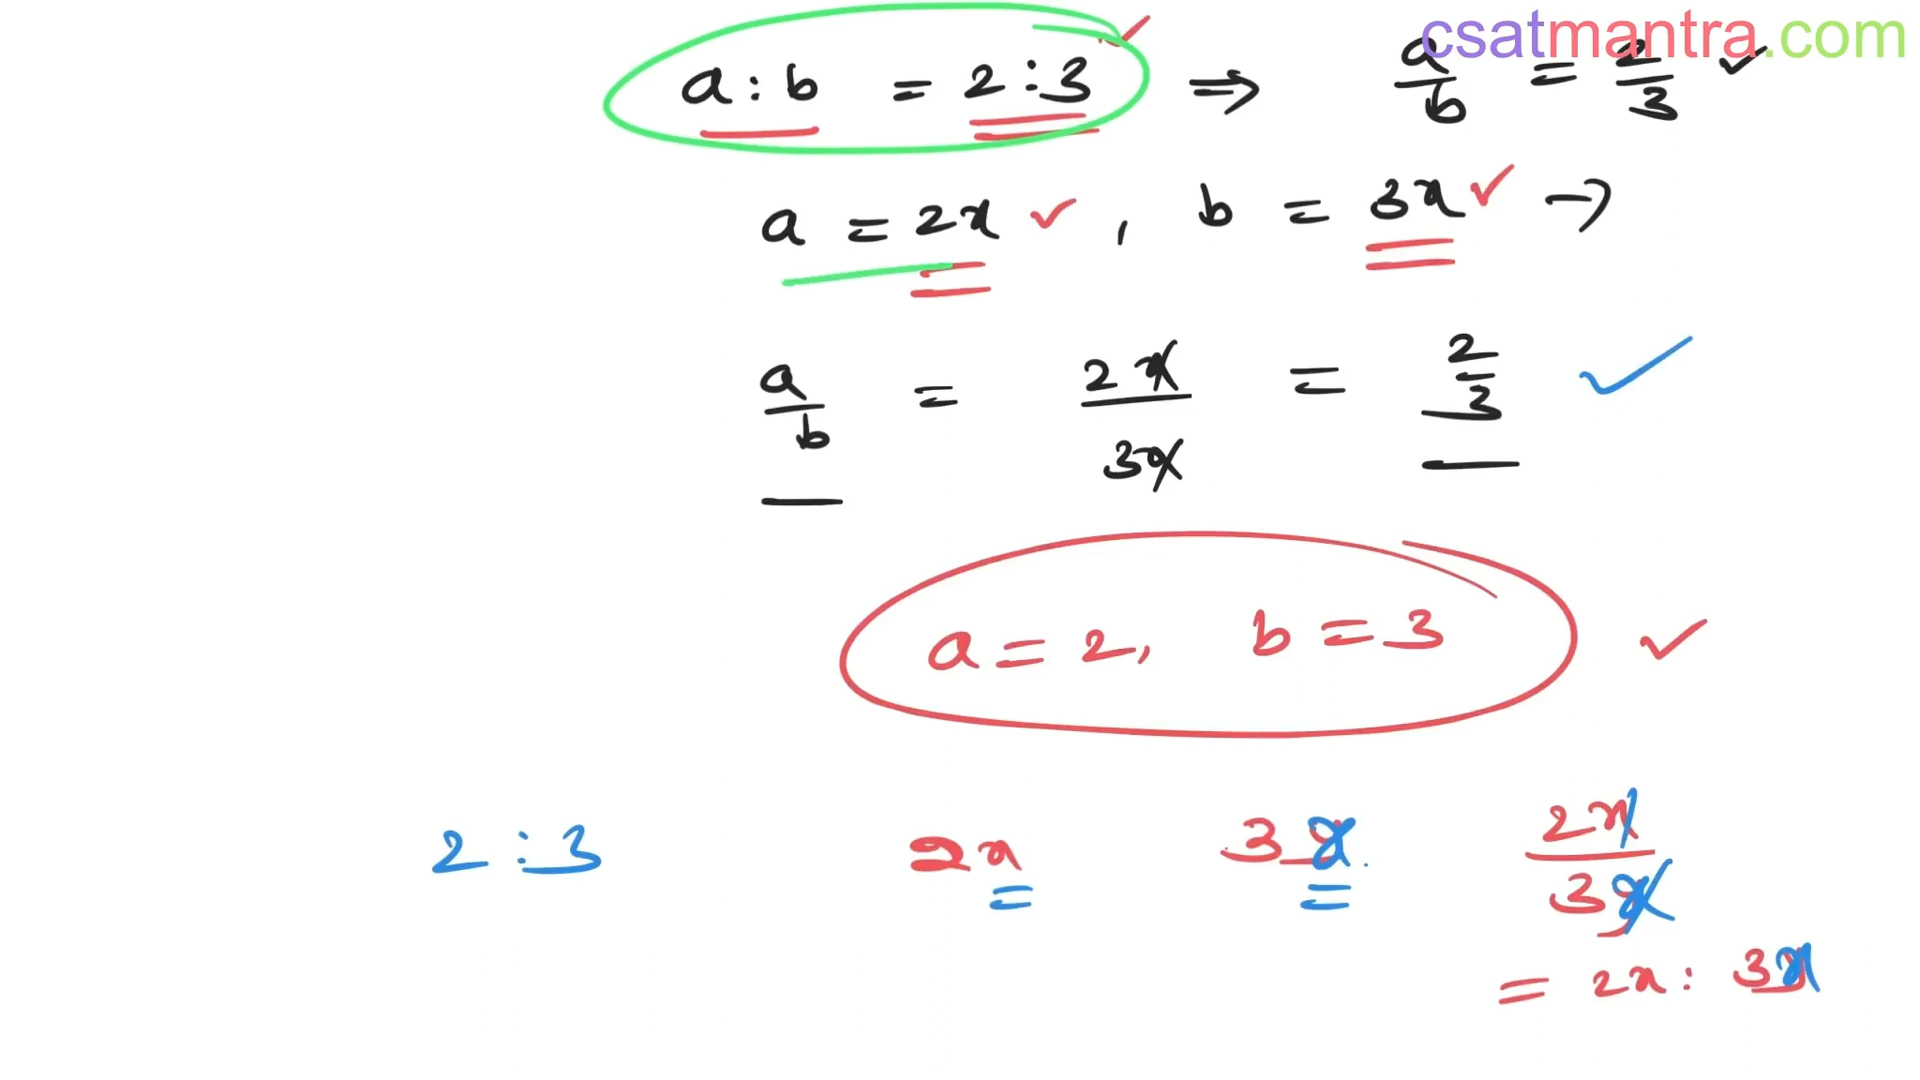 csatmantra.com
a : b = 2 : 3 ⇒ a/b = 2/3 ✓
a = 2x ✓ , b = 3x ✓ →
a/b = 2x/3x = 2/3 ✓
a = 2, b = 3 ✓
2 : 3 2x 3x 2x/3x
= 2x : 3x